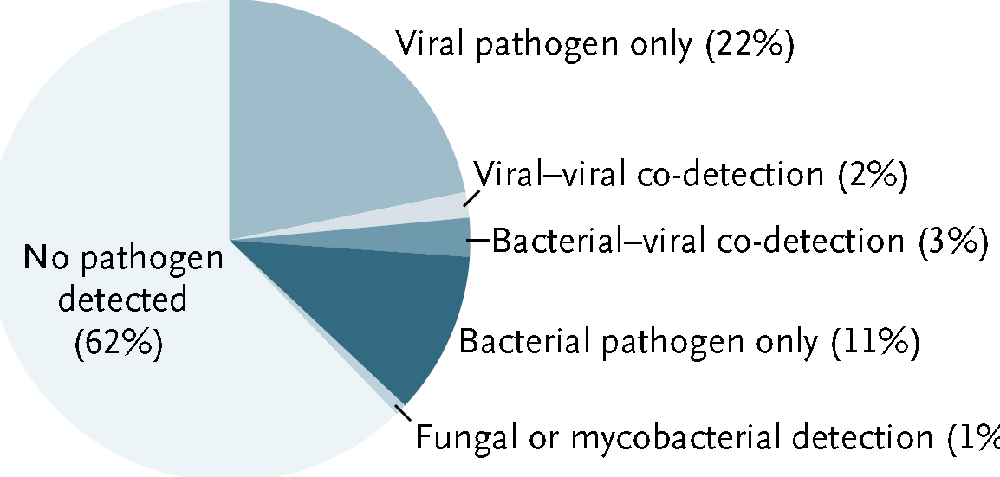 Viral pathogen only (22%)
Viral–viral co-detection (2%)
Bacterial–viral co-detection (3%)
No pathogen
detected
(62%)
Bacterial pathogen only (11%)
Fungal or mycobacterial detection (1%